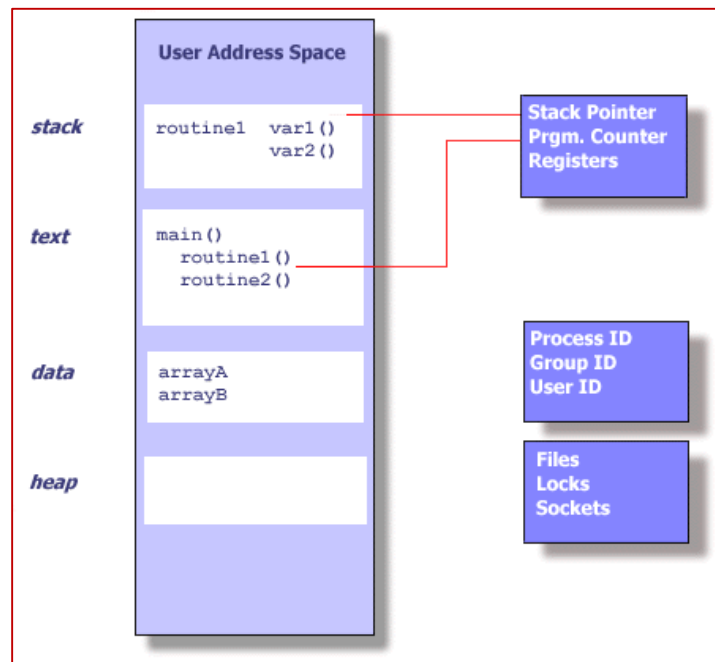 User Address Space
stack
routine1 var1()
var2()
text
main()
routine1()
routine2()
data
arrayA
arrayB
heap
Stack Pointer
Prgm. Counter
Registers
Process ID
Group ID
User ID
Files
Locks
Sockets